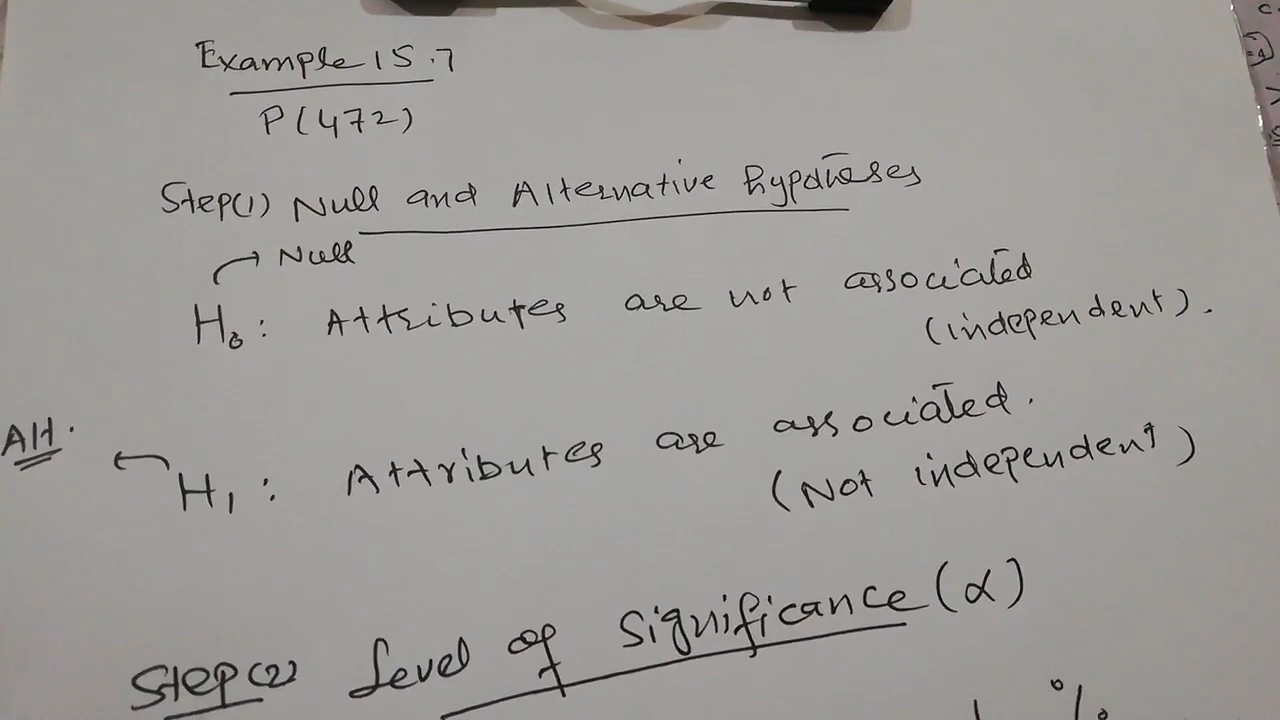 Example 15.7
P(472)
Step(1) Null and Alternative hypotheses
→ Null
H₀: Attributes are not associated
(independent).
Alt.
H₁: Attributes are associated.
(Not independent)
Step(2) Level of significance (α)
%